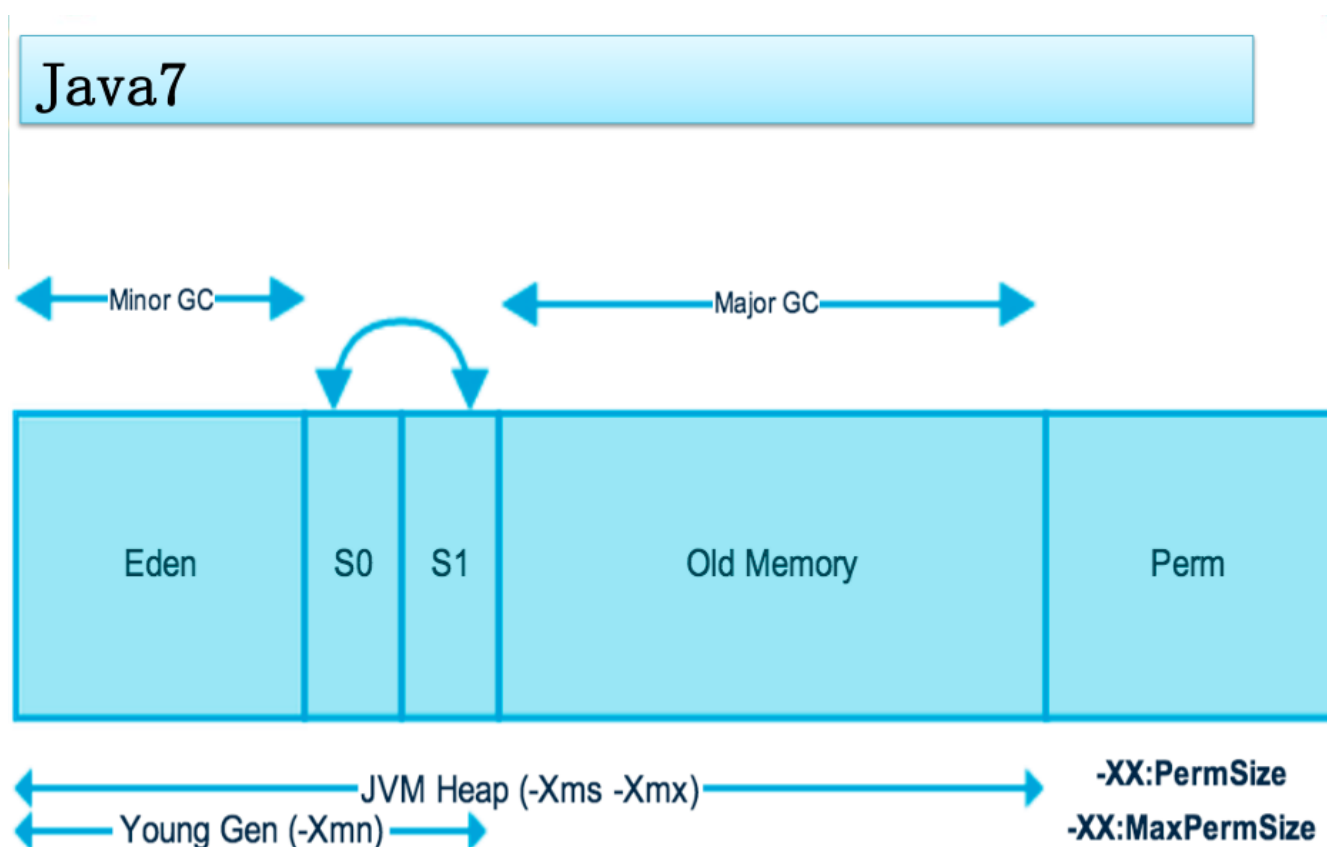 Java7
Minor GC
Major GC
Eden
S0
S1
Old Memory
Perm
JVM Heap (-Xms -Xmx)
-XX:PermSize
Young Gen (-Xmn)
-XX:MaxPermSize